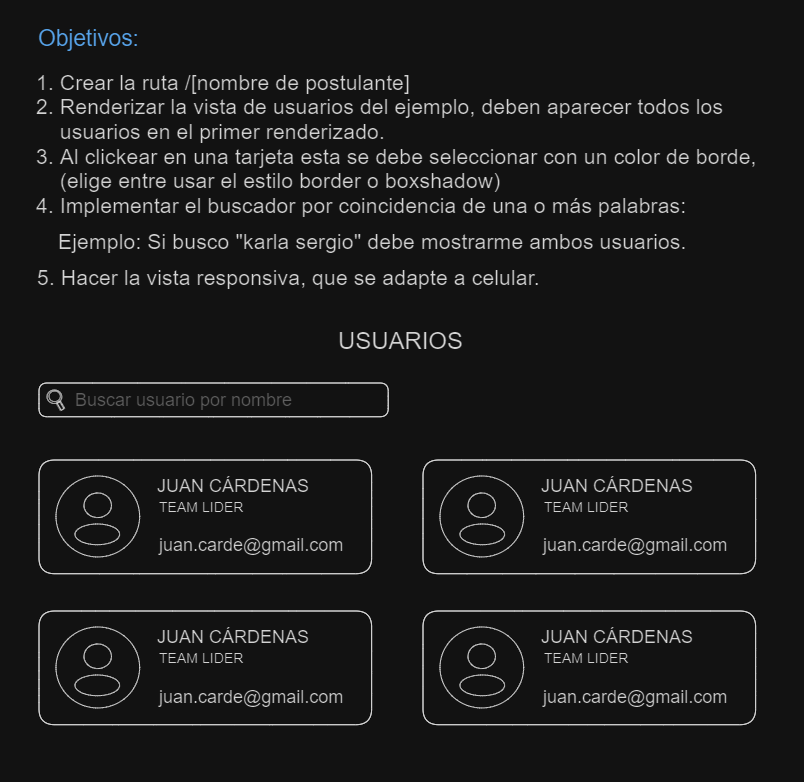 Objetivos:
1. Crear la ruta /[nombre de postulante]
2. Renderizar la vista de usuarios del ejemplo, deben aparecer todos los
usuarios en el primer renderizado.
3. Al clickear en una tarjeta esta se debe seleccionar con un color de borde,
(elige entre usar el estilo border o boxshadow)
4. Implementar el buscador por coincidencia de una o más palabras:
Ejemplo: Si busco "karla sergio" debe mostrarme ambos usuarios.
5. Hacer la vista responsiva, que se adapte a celular.
USUARIOS
Buscar usuario por nombre
JUAN CÁRDENAS
TEAM LIDER
juan.carde@gmail.com
JUAN CÁRDENAS
TEAM LIDER
juan.carde@gmail.com
JUAN CÁRDENAS
TEAM LIDER
juan.carde@gmail.com
JUAN CÁRDENAS
TEAM LIDER
juan.carde@gmail.com